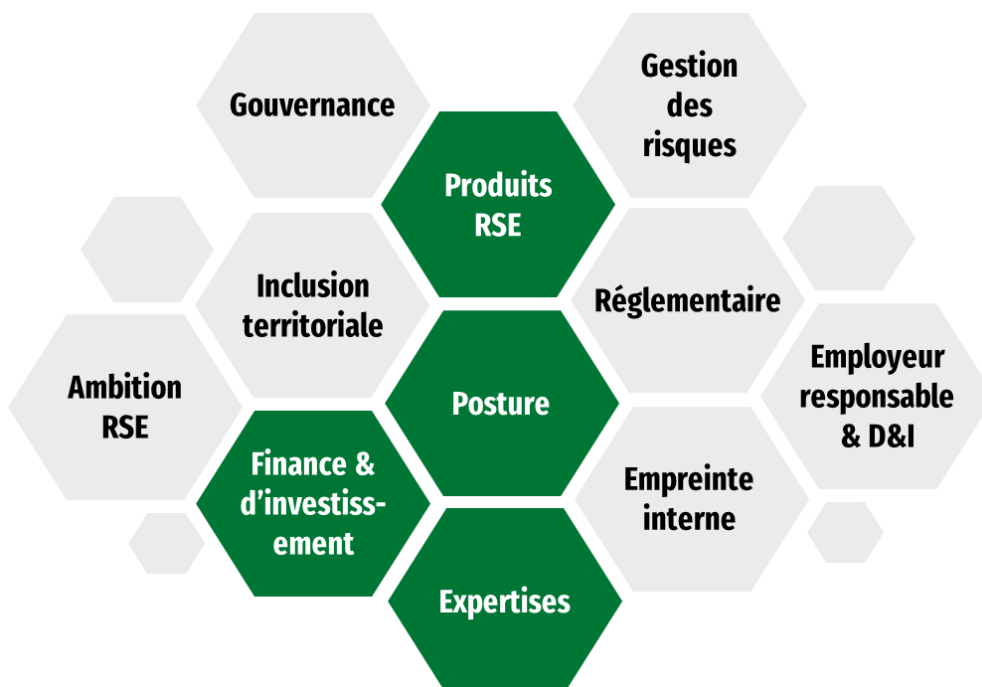 Gouvernance
Gestion
des
risques
Produits
RSE
Inclusion
territoriale
Réglementaire
Ambition
RSE
Posture
Employeur
responsable
& D&I
Finance &
d’investiss-
ement
Empreinte
interne
Expertises